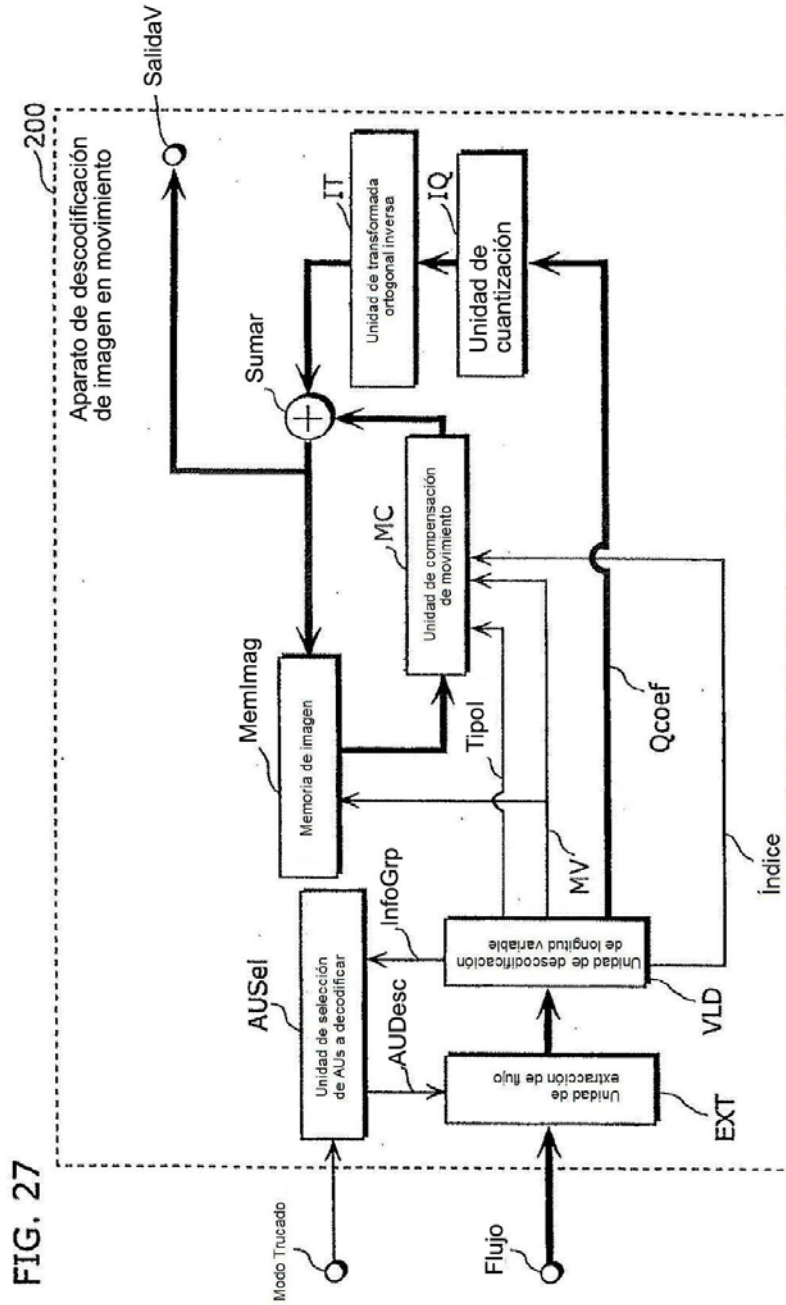 FIG. 27
200
Aparato de descodificación
de imagen en movimiento
SalidaV
Modo Trucado
AUSel
Unidad de selección
de AUs a decodificar
MemImag
Memoria de imagen
Sumar
IT
Unidad de transformada
ortogonal inversa
IQ
Unidad de
cuantización
MC
Unidad de compensación
de movimiento
InfoGrp
AUDesc
TipoI
MV
Qcoef
Índice
Flujo
Unidad de
extracción de flujo
EXT
Unidad de descodificación
de longitud variable
VLD